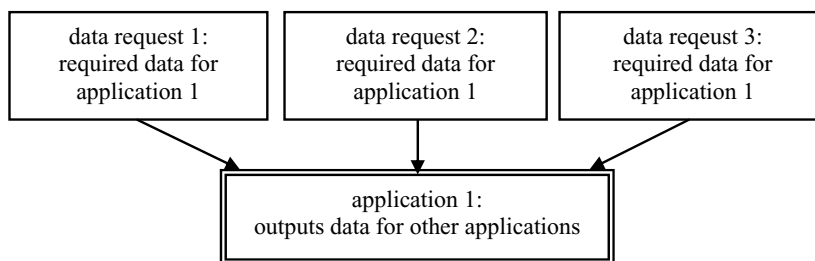 data request 1:
required data for
application 1
data request 2:
required data for
application 1
data reqeust 3:
required data for
application 1
application 1:
outputs data for other applications